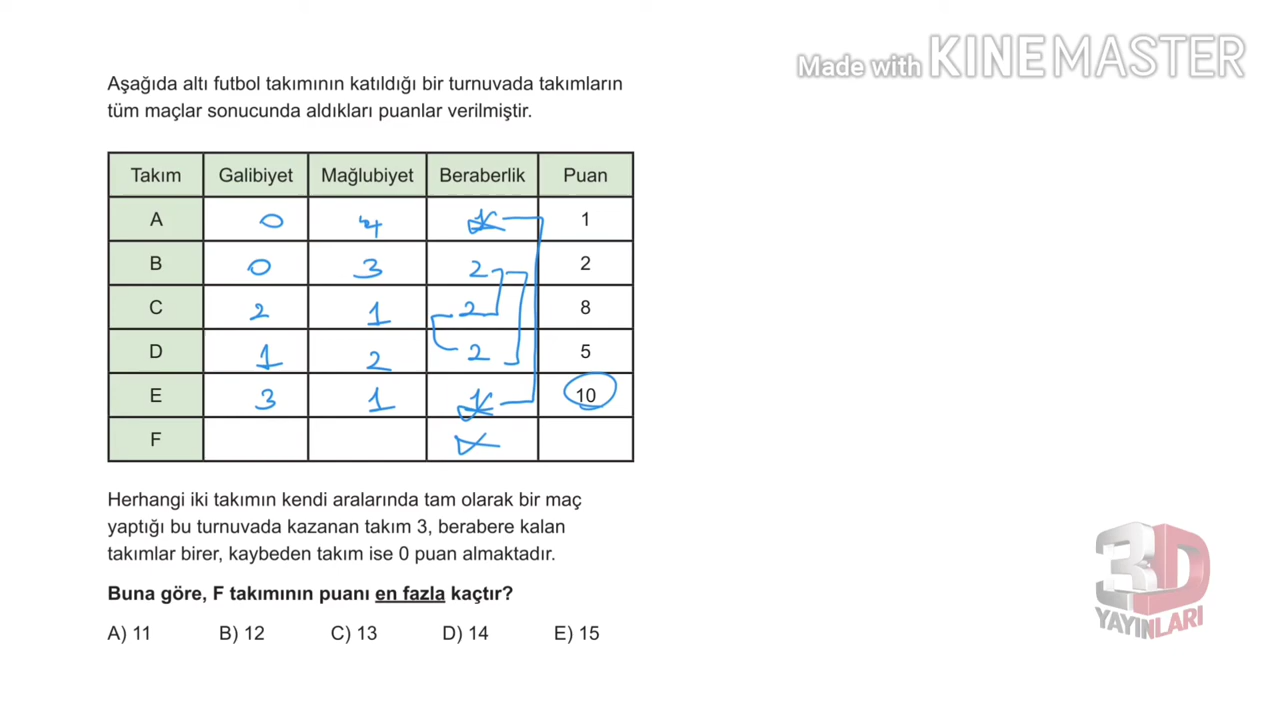 Made with KINEMASTER
Aşağıda altı futbol takımının katıldığı bir turnuvada takımların
tüm maçlar sonucunda aldıkları puanlar verilmiştir.
Takım Galibiyet Mağlubiyet Beraberlik Puan
A 0 4 1 1
B 0 3 2 2
C 2 1 2 8
D 1 2 2 5
E 3 1 1 10
F
Herhangi iki takımın kendi aralarında tam olarak bir maç
yaptığı bu turnuvada kazanan takım 3, berabere kalan
takımlar birer, kaybeden takım ise 0 puan almaktadır.
Buna göre, F takımının puanı en fazla kaçtır?
A) 11 B) 12 C) 13 D) 14 E) 15
3D
YAYINLARI